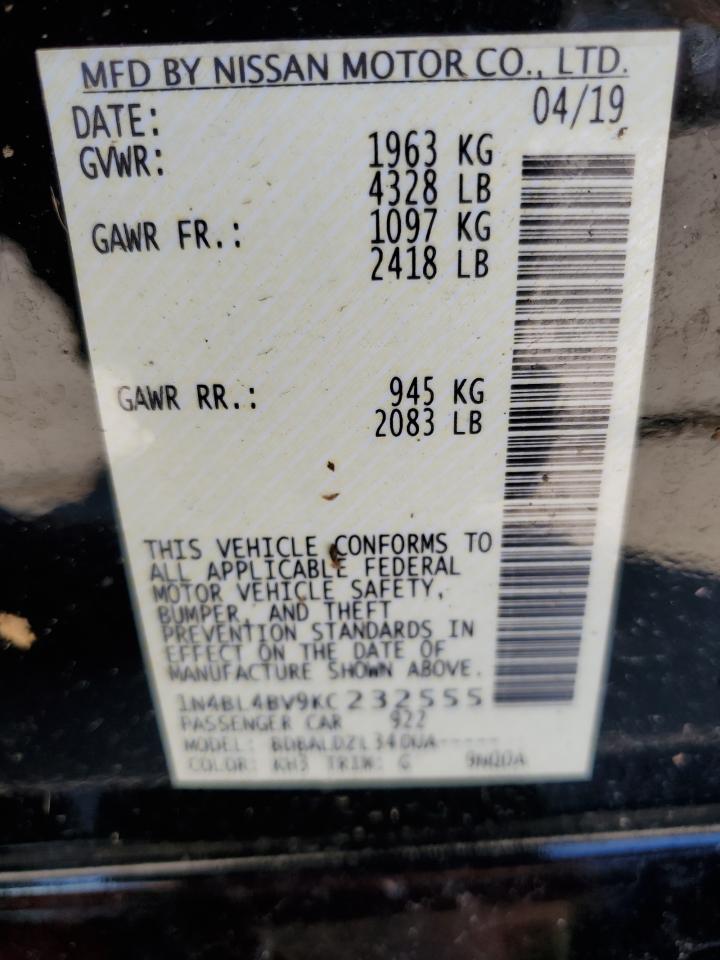 MFD BY NISSAN MOTOR CO., LTD.
DATE: 04/19
GVWR: 1963 KG
4328 LB
GAWR FR.: 1097 KG
2418 LB
GAWR RR.: 945 KG
2083 LB
THIS VEHICLE CONFORMS TO
ALL APPLICABLE FEDERAL
MOTOR VEHICLE SAFETY,
BUMPER, AND THEFT
PREVENTION STANDARDS IN
EFFECT ON THE DATE OF
MANUFACTURE SHOWN ABOVE.
1N4BL4BV9KC232555
PASSENGER CAR 922
MODEL:
COLOR: KH3 TRIM: G